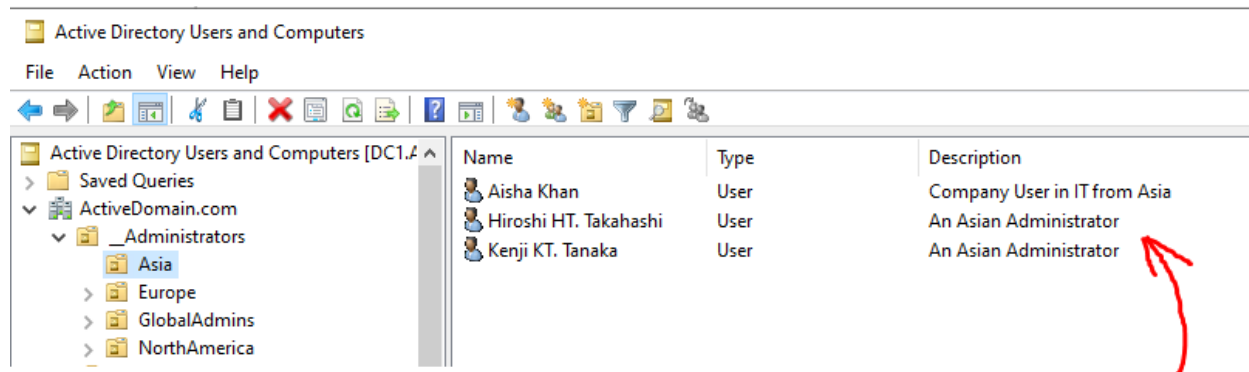 Active Directory Users and Computers
File Action View Help
Active Directory Users and Computers [DC1.A
Name Type Description
Saved Queries
ActiveDomain.com
__Administrators
Asia
Europe
GlobalAdmins
NorthAmerica
Aisha Khan User Company User in IT from Asia
Hiroshi HT. Takahashi User An Asian Administrator
Kenji KT. Tanaka User An Asian Administrator